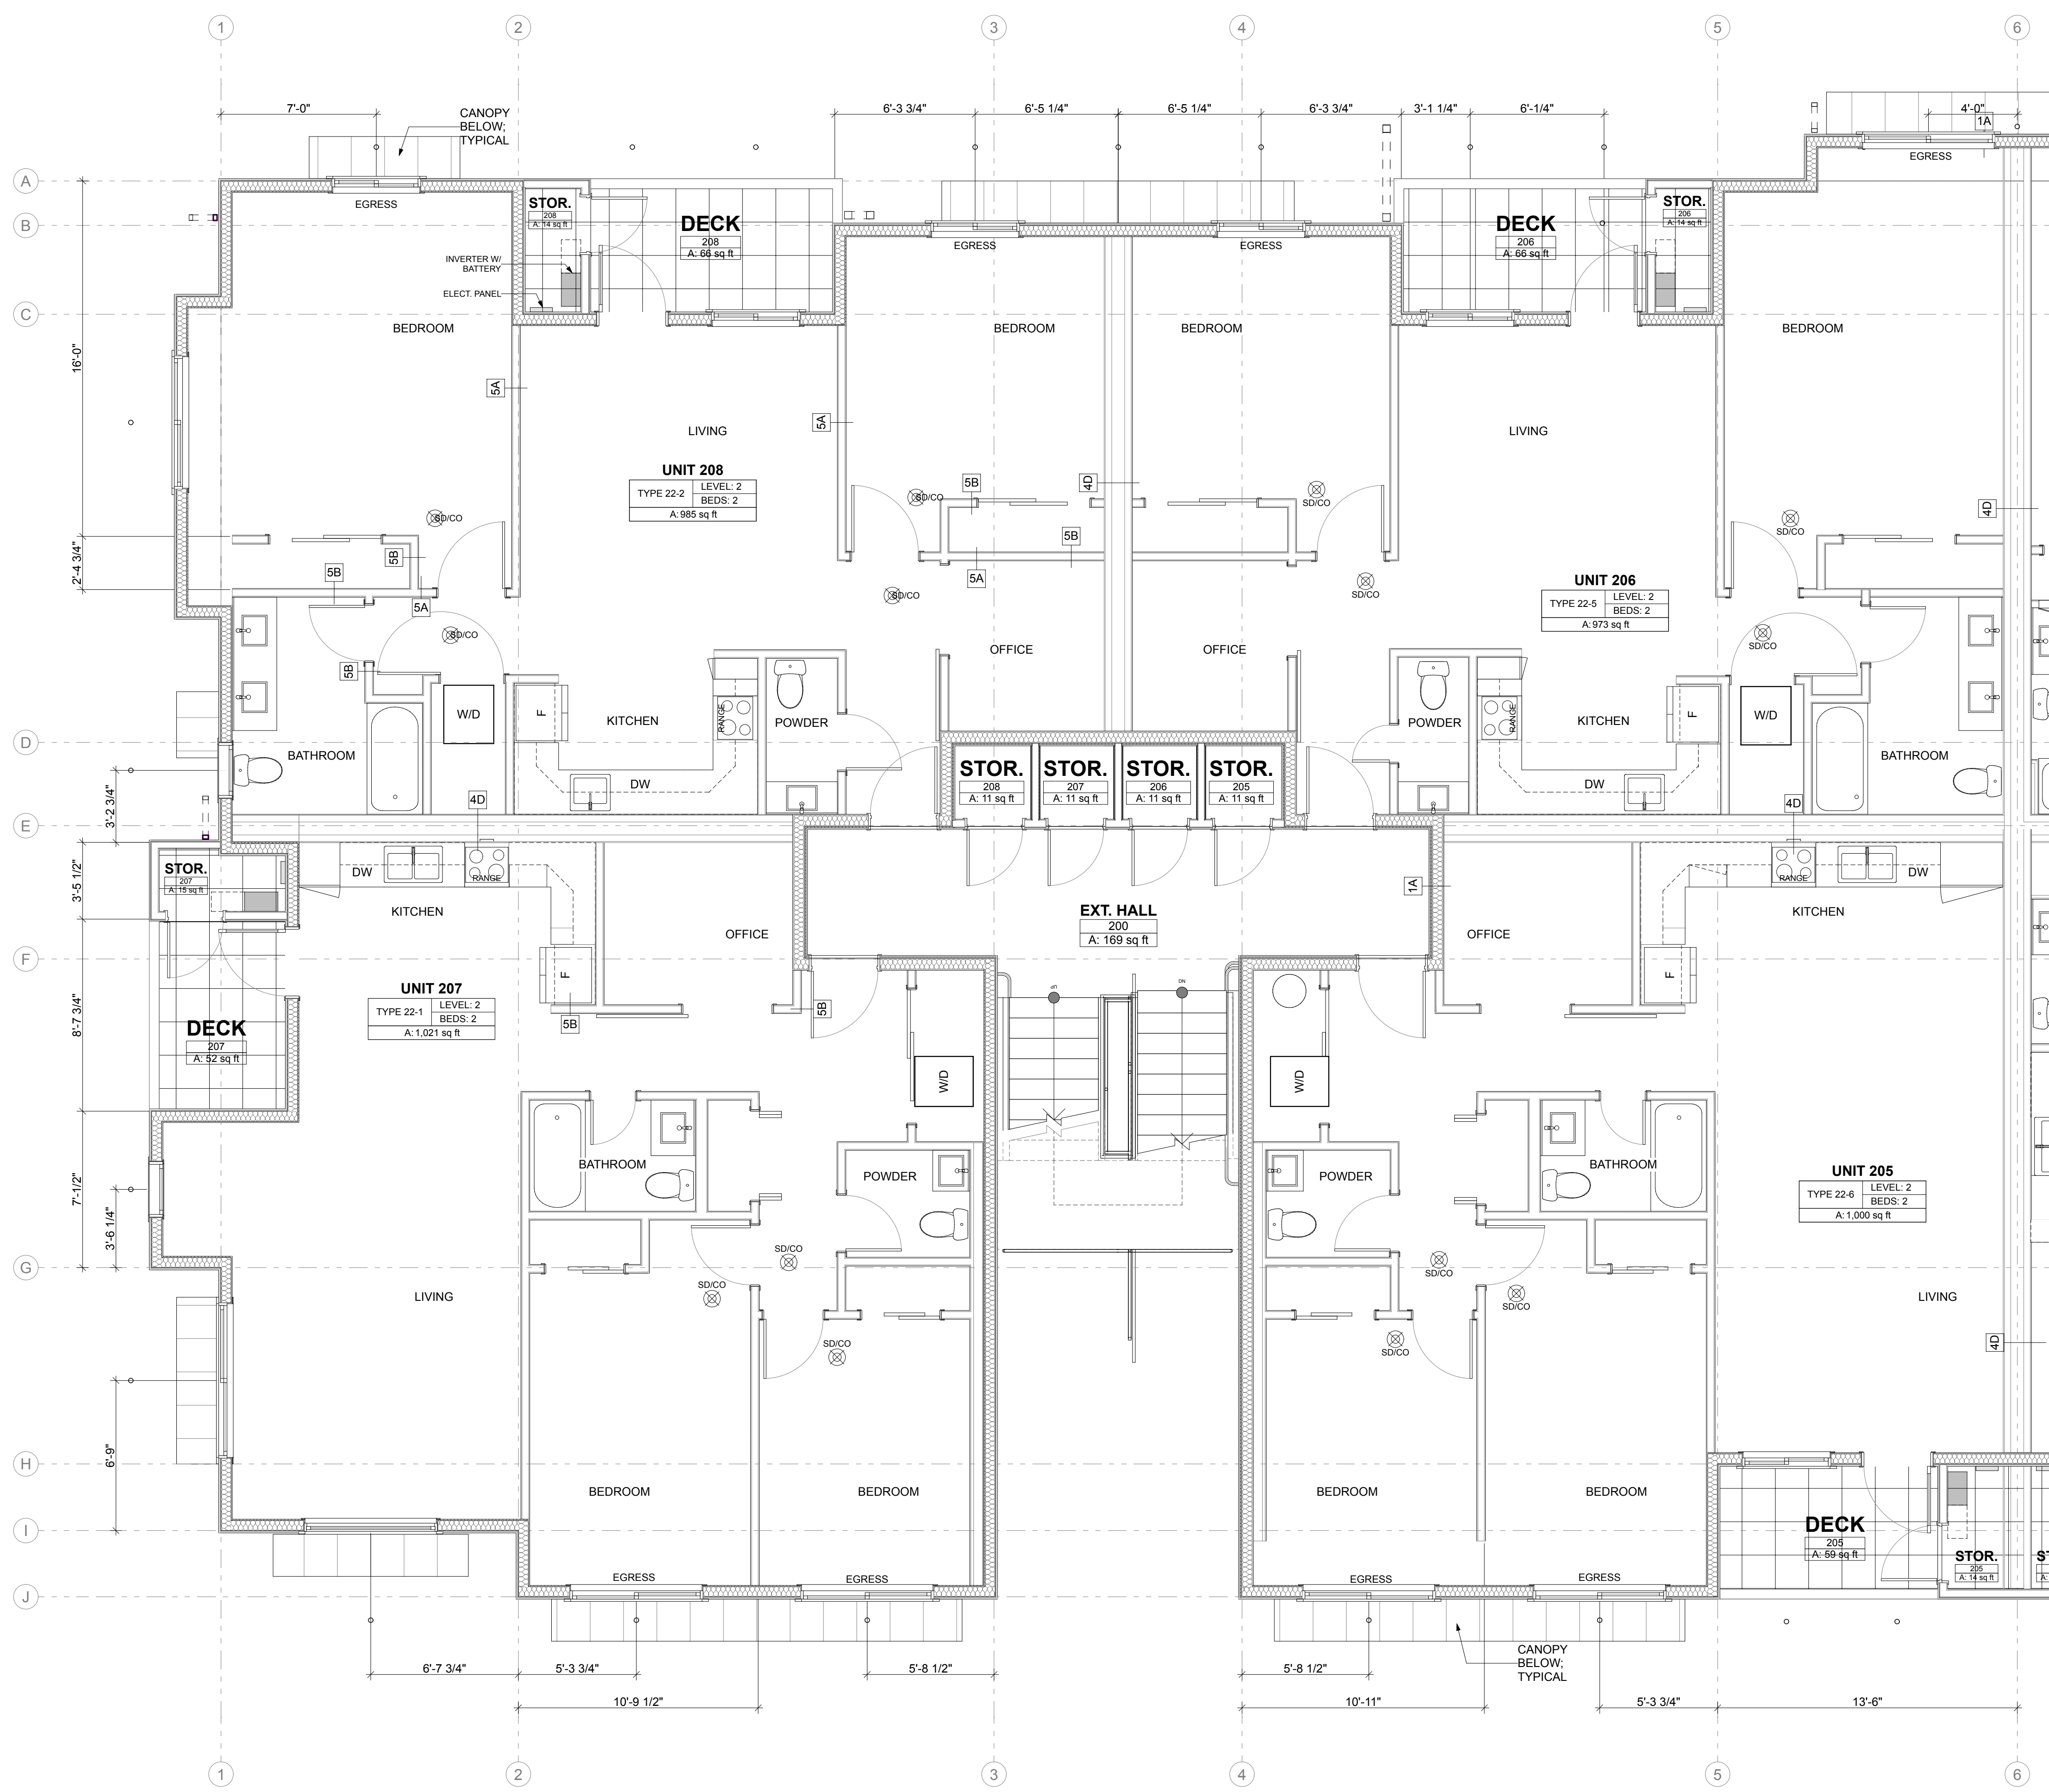 1 2 3 4 5 6
7'-0"
CANOPY
BELOW;
TYPICAL
6'-3 3/4" 6'-5 1/4" 6'-5 1/4" 6'-3 3/4" 3'-1 1/4" 6'-1/4"
4'-0"
1A
EGRESS
A
EGRESS
STOR.
208
A: 14 sq ft
DECK
208
A: 66 sq ft
DECK
206
A: 66 sq ft
STOR.
206
A: 14 sq ft
B
EGRESS EGRESS
INVERTER W/
BATTERY
ELECT. PANEL
C
BEDROOM BEDROOM BEDROOM BEDROOM
16'-0"
5A
5A
LIVING LIVING
UNIT 208
TYPE 22-2
LEVEL: 2
BEDS: 2
A: 985 sq ft
5B
4D
SD/CO
SD/CO
SD/CO
SD/CO
4D
2'-4 3/4"
5B
5B
5B
5A
5A
SD/CO
SD/CO
UNIT 206
TYPE 22-5
LEVEL: 2
BEDS: 2
A: 973 sq ft
SD/CO
SD/CO
5B
OFFICE OFFICE
W/D
F
KITCHEN
RANGE
POWDER
POWDER
RANGE
KITCHEN
F
W/D
D
BATHROOM
BATHROOM
DW
DW
STOR.
208
A: 11 sq ft
STOR.
207
A: 11 sq ft
STOR.
206
A: 11 sq ft
STOR.
205
A: 11 sq ft
4D
4D
3'-2 3/4"
E
3'-5 1/2"
STOR.
207
A: 15 sq ft
DW
RANGE
RANGE
DW
KITCHEN
OFFICE
EXT. HALL
200
A: 169 sq ft
1A
OFFICE
KITCHEN
F
F
F
8'-7 3/4"
UNIT 207
TYPE 22-1
LEVEL: 2
BEDS: 2
A: 1,021 sq ft
5B
5B
UP
DN
DECK
207
A: 52 sq ft
W/D
W/D
7'-1/2"
3'-6 1/4"
BATHROOM
POWDER
POWDER
BATHROOM
UNIT 205
TYPE 22-6
LEVEL: 2
BEDS: 2
A: 1,000 sq ft
G
SD/CO
SD/CO
SD/CO
SD/CO
SD/CO
SD/CO
LIVING
LIVING
4D
6'-9"
H
BEDROOM BEDROOM BEDROOM BEDROOM
I
DECK
205
A: 59 sq ft
STOR.
205
A: 14 sq ft
EGRESS EGRESS EGRESS EGRESS
J
CANOPY
BELOW;
TYPICAL
6'-7 3/4" 5'-3 3/4" 5'-8 1/2" 5'-8 1/2"
10'-9 1/2" 10'-11" 5'-3 3/4" 13'-6"
1 2 3 4 5 6